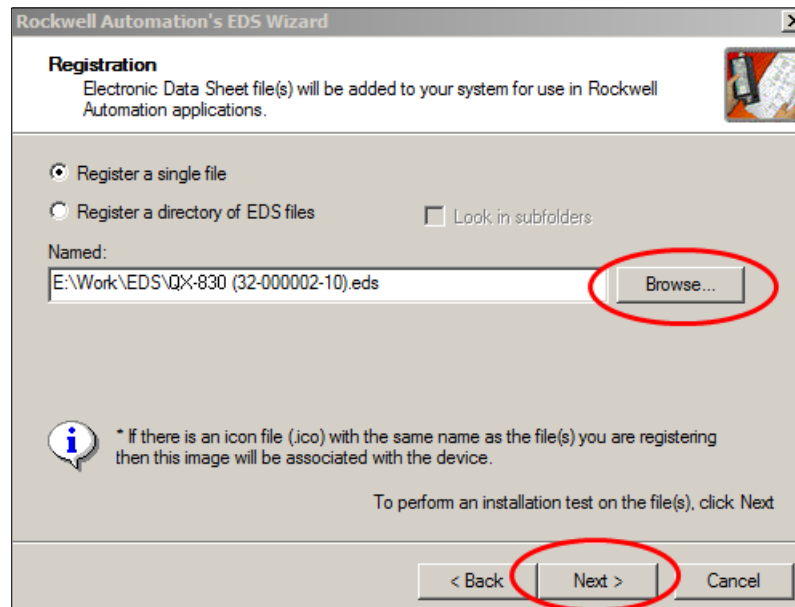 Rockwell Automation's EDS Wizard
Registration
Electronic Data Sheet file(s) will be added to your system for use in Rockwell
Automation applications.
Register a single file
Register a directory of EDS files
Look in subfolders
Named:
E:\Work\EDS\QX-830 (32-000002-10).eds
Browse...
* If there is an icon file (.ico) with the same name as the file(s) you are registering
then this image will be associated with the device.
To perform an installation test on the file(s), click Next
< Back
Next >
Cancel